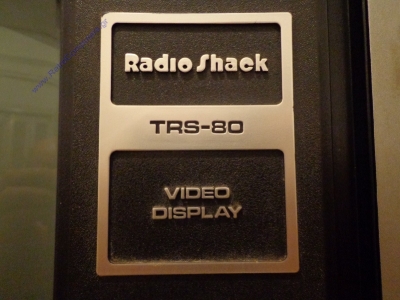 Radio Shack
TRS-80
VIDEO
DISPLAY